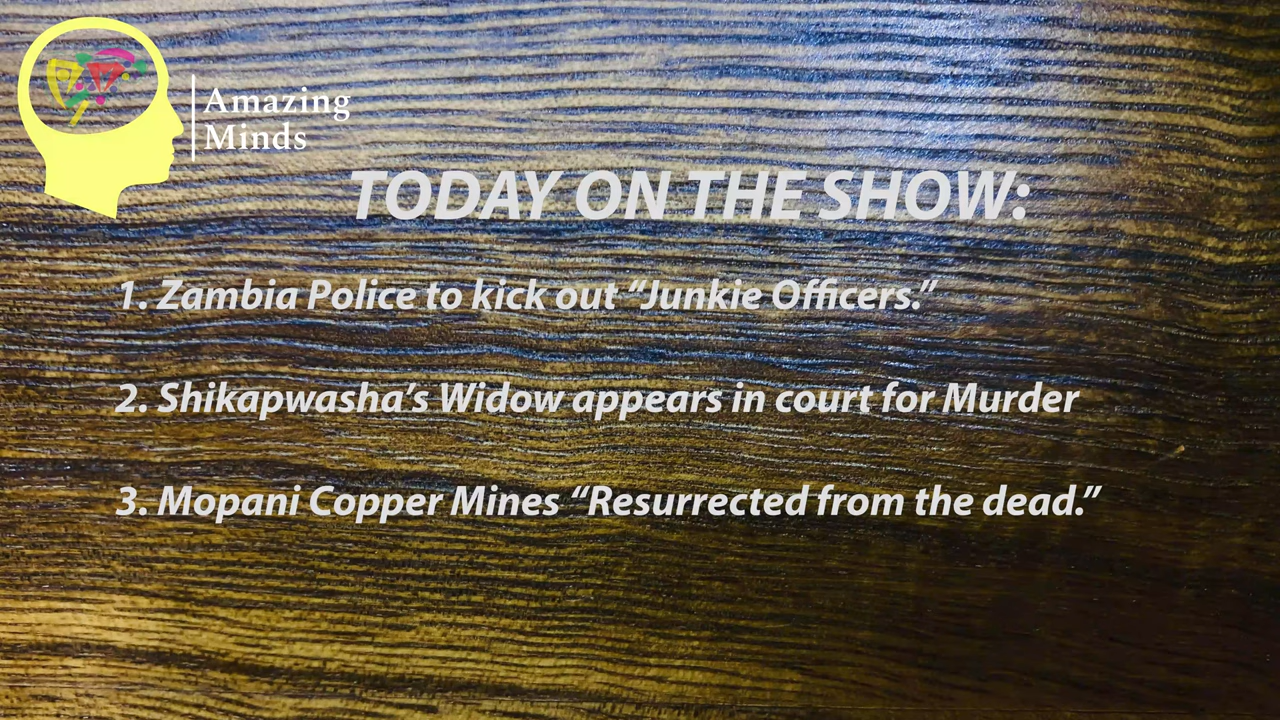 Amazing
Minds
TODAY ON THE SHOW:
1. Zambia Police to kick out “Junkie Officers.”
2. Shikapwasha’s Widow appears in court for Murder
3. Mopani Copper Mines “Resurrected from the dead.”